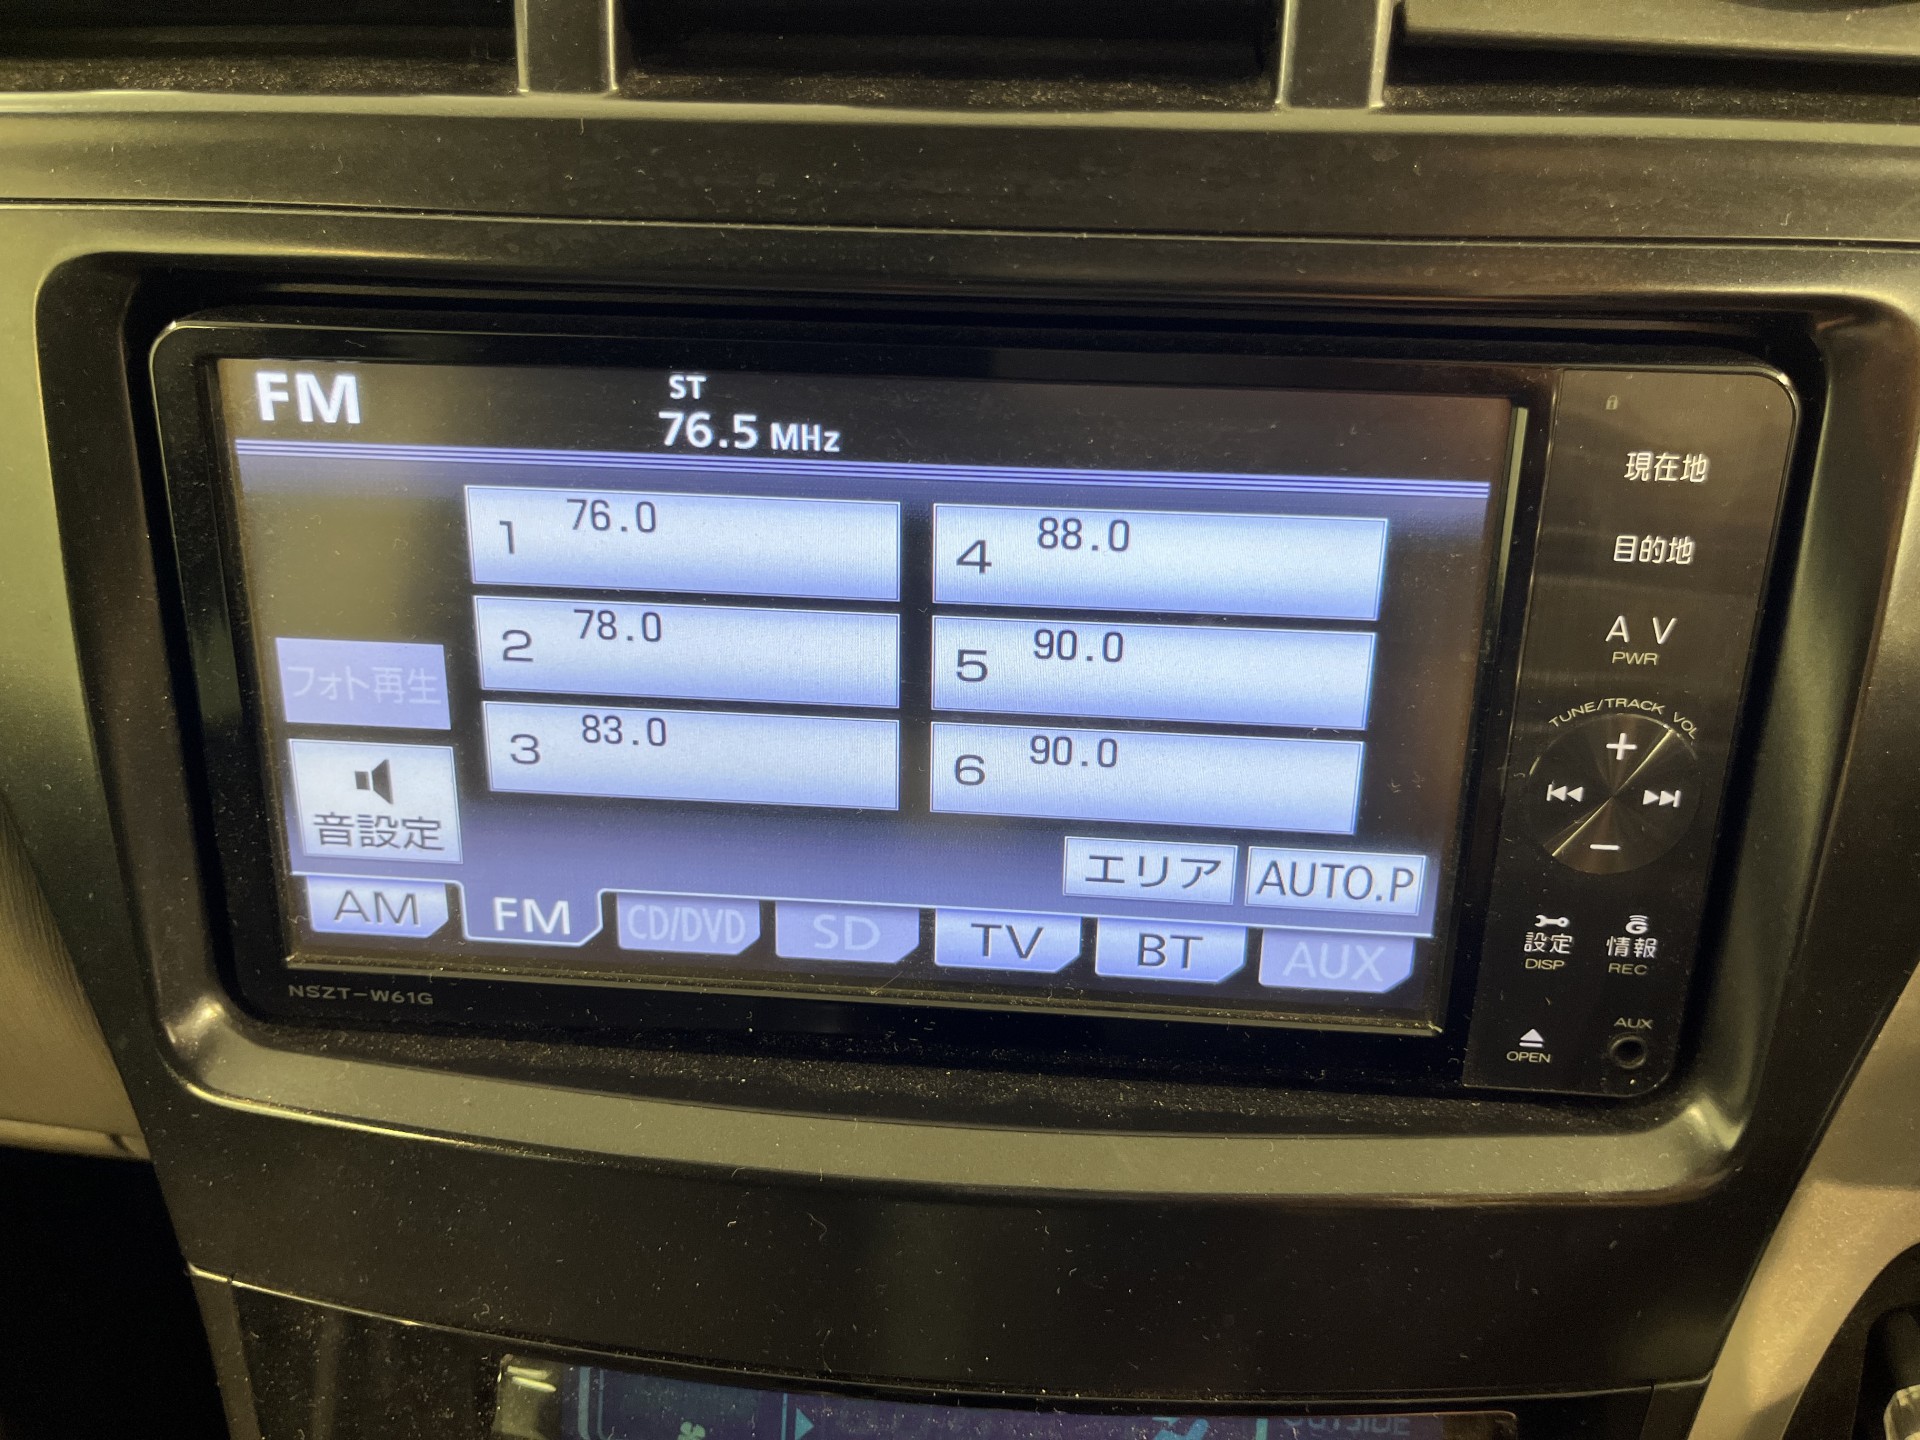 FM
ST
76.5 MHz
1 76.0
2 78.0
3 83.0
4 88.0
5 90.0
6 90.0
フォト再生
音設定
エリア
AUTO.P
AM
FM
CD/DVD
SD
TV
BT
AUX
NSZT-W61G
現在地
目的地
AV
PWR
TUNE/TRACK VOL
+
−
設定
DISP
情報
REC
OPEN
AUX
OUTSIDE